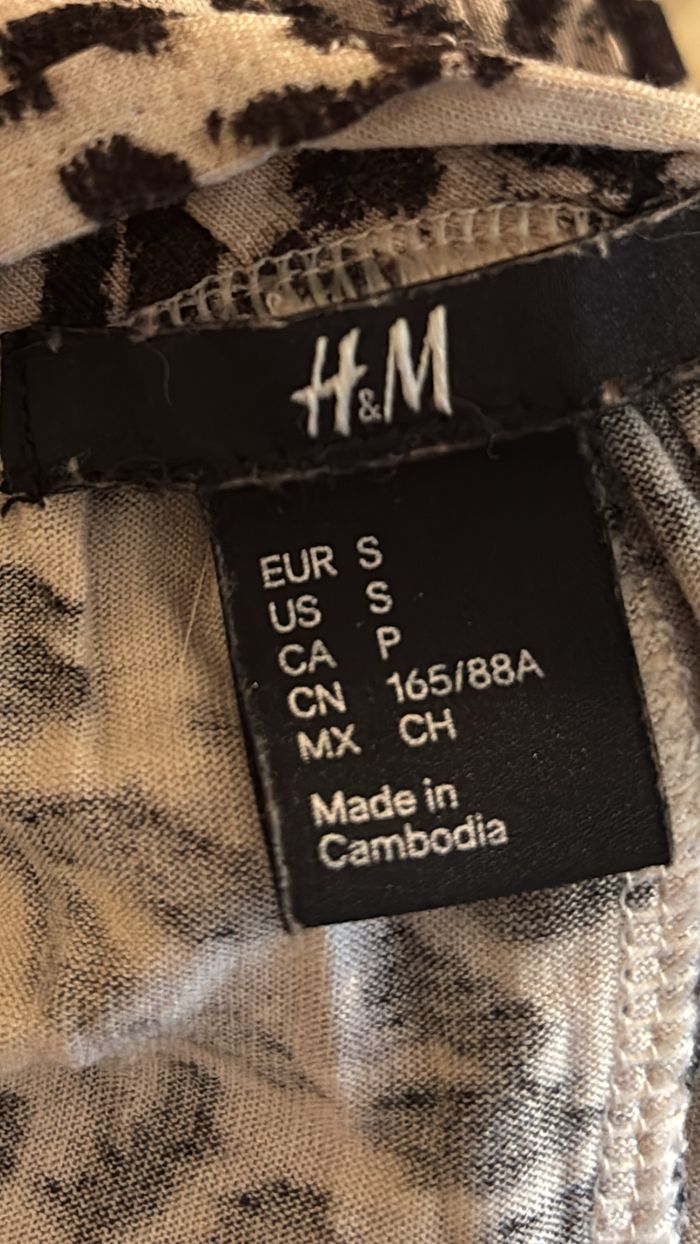 H&M
EUR S
US S
CA P
CN 165/88A
MX CH
Made in
Cambodia